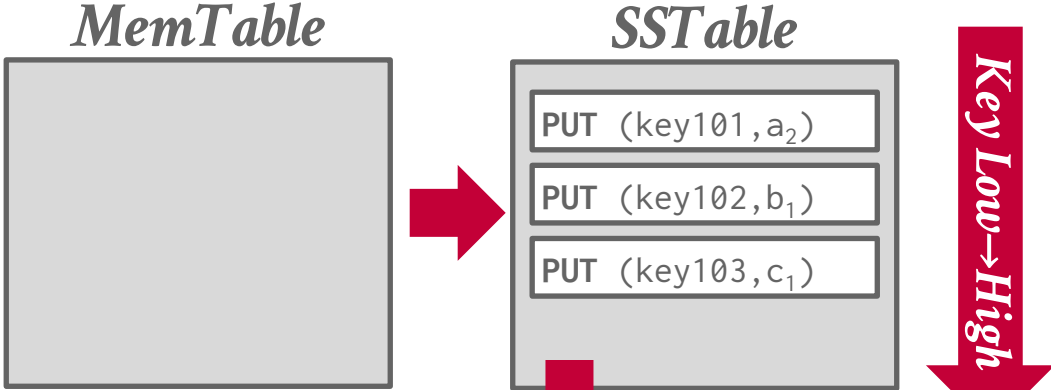 MemTable
SSTable
PUT (key101,a₂)
PUT (key102,b₁)
PUT (key103,c₁)
Key Low→High